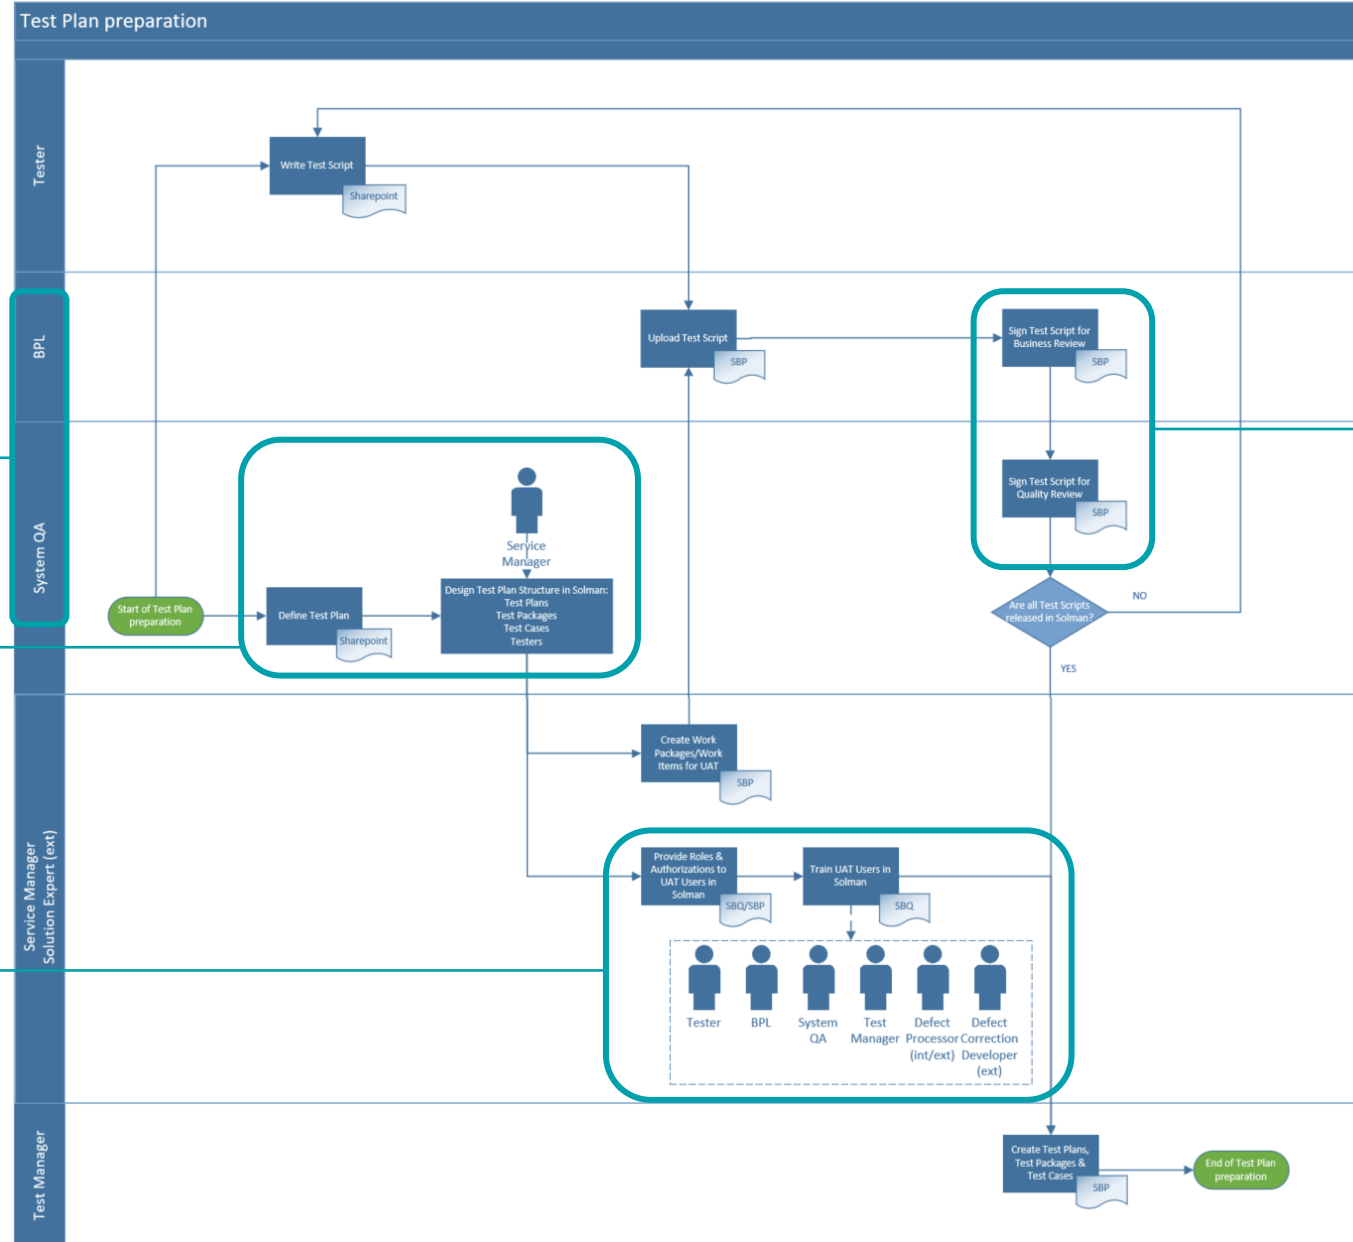 Test Plan preparation
Tester
Write Test Script
Sharepoint
BPL
Upload Test Script
SBP
Sign Test Script for
Business Review
SBP
System QA
Service
Manager
Sign Test Script for
Quality Review
SBP
Start of Test Plan
preparation
Define Test Plan
Sharepoint
Design Test Plan Structure in Solman:
Test Plans
Test Packages
Test Cases
Testers
Are all Test Scripts
released in Solman?
NO
YES
Service Manager
Solution Expert (ext)
Create Work
Packages/Work
Items for UAT
SBP
Provide Roles &
Authorizations to
UAT Users in
Solman
SBQ/SBP
Train UAT Users in
Solman
SBQ
Tester
BPL
System
QA
Test
Manager
Defect
Processor
(int/ext)
Defect
Correction
Developer
(ext)
Test Manager
Create Test Plans,
Test Packages &
Test Cases
SBP
End of Test Plan
preparation